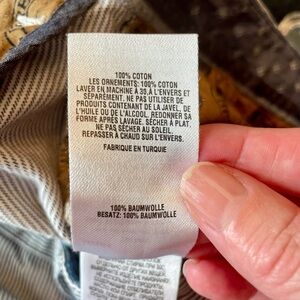 100% COTON
LES ORNEMENTS: 100% COTON
LAVER EN MACHINE À 30, À L'ENVERS ET
SÉPARÉMENT. NE PAS UTILISER DE
PRODUITS CONTENANT DE LA JAVEL, DE
L'HUILE OU DE L'ALCOOL. REDONNER SA
FORME APRÈS LAVAGE. SÉCHER À PLAT.
NE PAS SÉCHER AU SOLEIL.
REPASSER À CHAUD SUR L'ENVERS.
FABRIQUÉ EN TURQUIE
100% BAUMWOLLE
BESATZ: 100% BAUMWOLLE